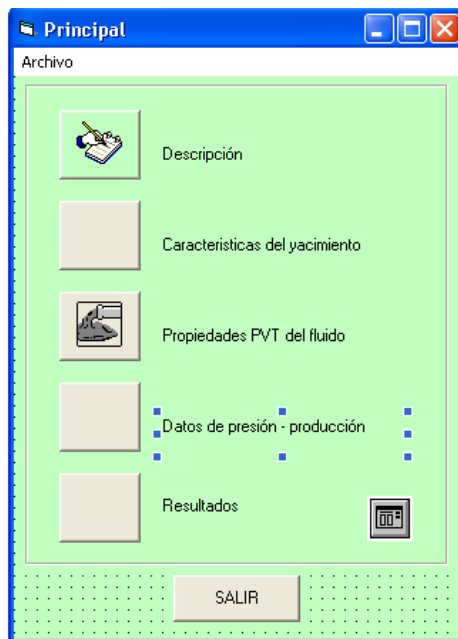 Principal
Archivo
Descripción
Caracteristicas del yacimiento
Propiedades PVT del fluido
Datos de presión - producción
Resultados
SALIR